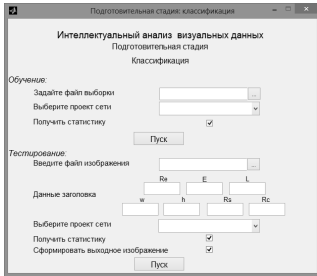 Подготовительная стадия: классификация
Интеллектуальный анализ визуальных данных
Подготовительная стадия
Классификация
Обучение:
Задайте файл выборки ...
Выберите проект сети
Получить статистику
Пуск
Тестирование:
Введите файл изображения ...
Re E L
Данные заголовка
w h Rs Rc
Выберите проект сети
Получить статистику
Сформировать выходное изображение
Пуск